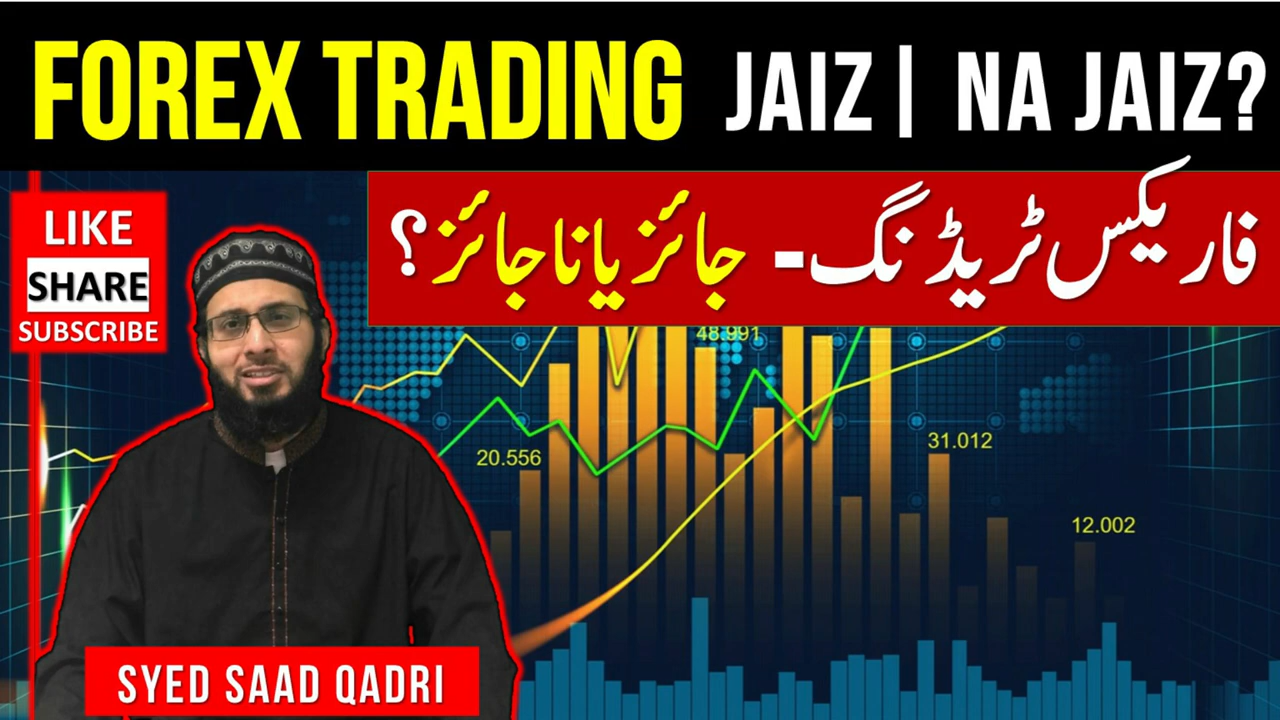 FOREX TRADING JAIZ | NA JAIZ?
فاریکس ٹریڈنگ - جائز یا ناجائز؟
LIKE
SHARE
SUBSCRIBE
48.991
20.556
31.012
12.002
SYED SAAD QADRI